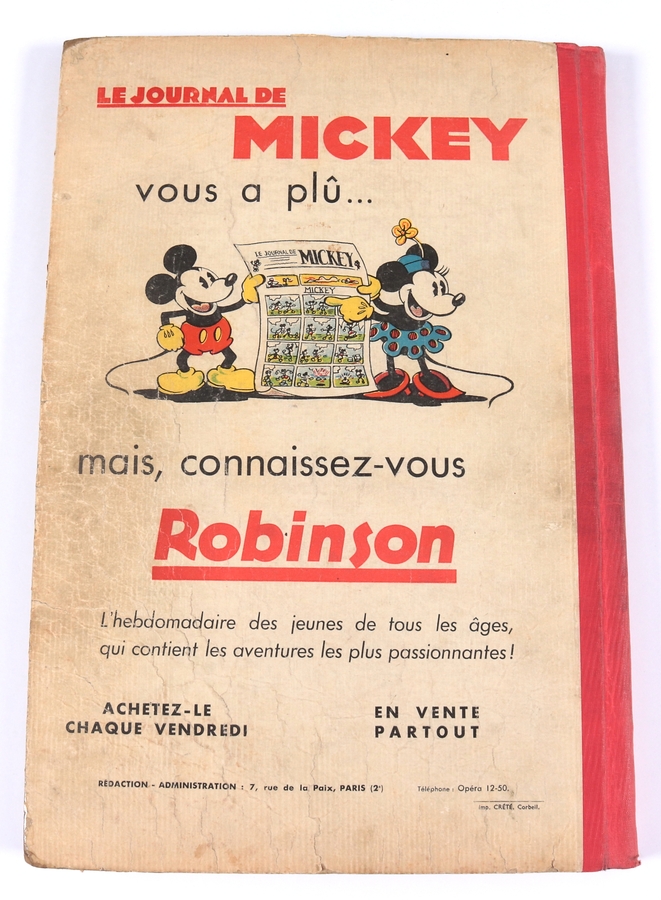 LE JOURNAL DE
MICKEY
vous a plû...
LE JOURNAL DE MICKEY
MICKEY
mais, connaissez-vous
Robinson
L'hebdomadaire des jeunes de tous les âges,
qui contient les aventures les plus passionnantes!
ACHETEZ-LE
CHAQUE VENDREDI
EN VENTE
PARTOUT
RÉDACTION - ADMINISTRATION : 7, rue de la Paix, PARIS (2e) Téléphone : Opéra 12-50.
Imp. CRÉTÉ, Corbeil.